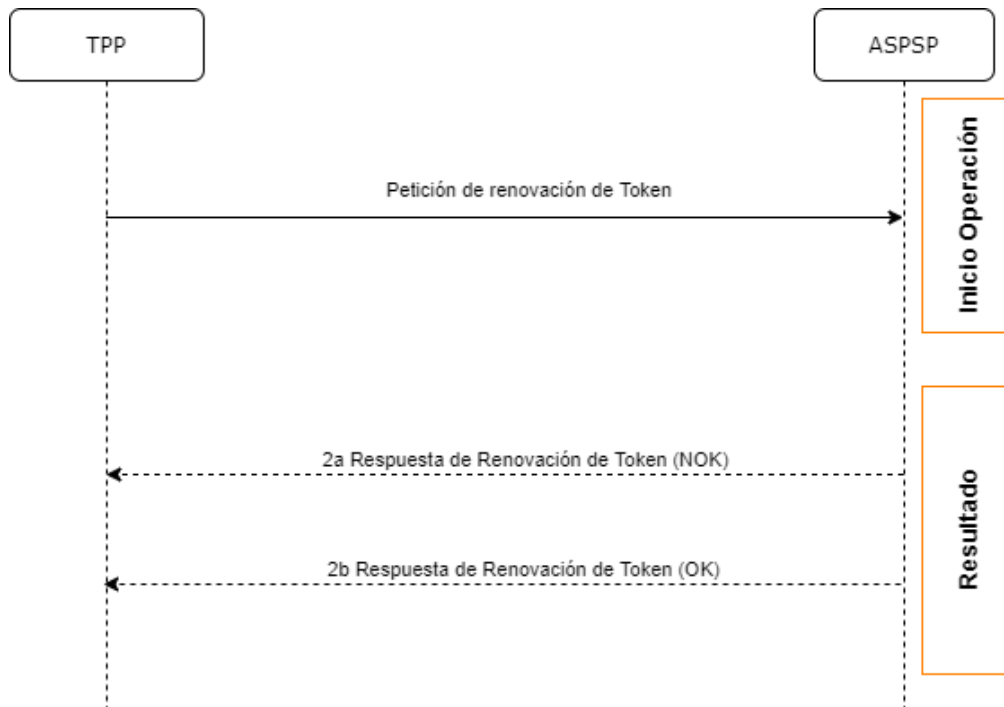 TPP
ASPSP
Inicio Operación
Petición de renovación de Token
2a Respuesta de Renovación de Token (NOK)
Resultado
2b Respuesta de Renovación de Token (OK)